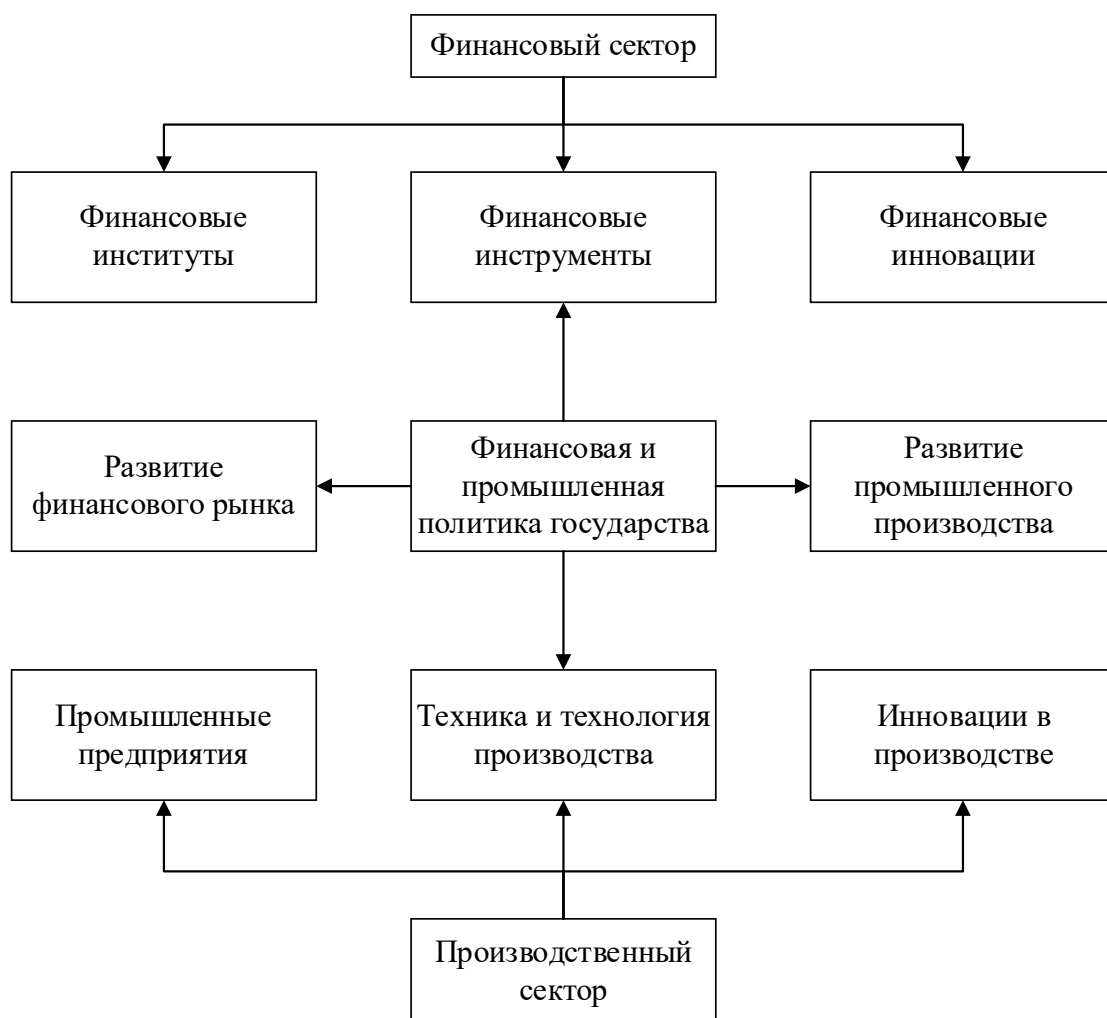 Финансовый сектор
Финансовые
институты
Финансовые
инструменты
Финансовые
инновации
Развитие
финансового рынка
Финансовая и
промышленная
политика государства
Развитие
промышленного
производства
Промышленные
предприятия
Техника и технология
производства
Инновации в
производстве
Производственный
сектор